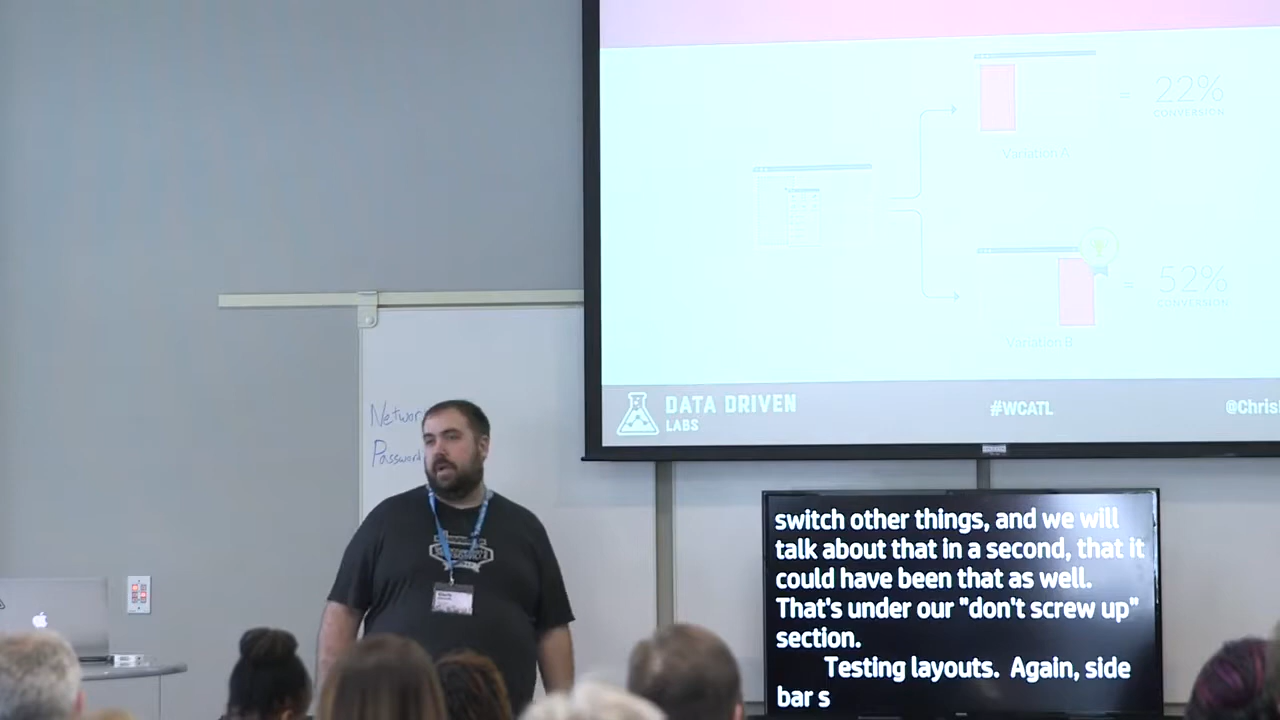 22%
CONVERSION
Variation A
52%
CONVERSION
Variation B
DATA DRIVEN
LABS
#WCATL
@Chris
Networ
Password
switch other things, and we will
talk about that in a second, that it
could have been that as well.
That's under our "don't screw up"
section.
Testing layouts. Again, side
bar s